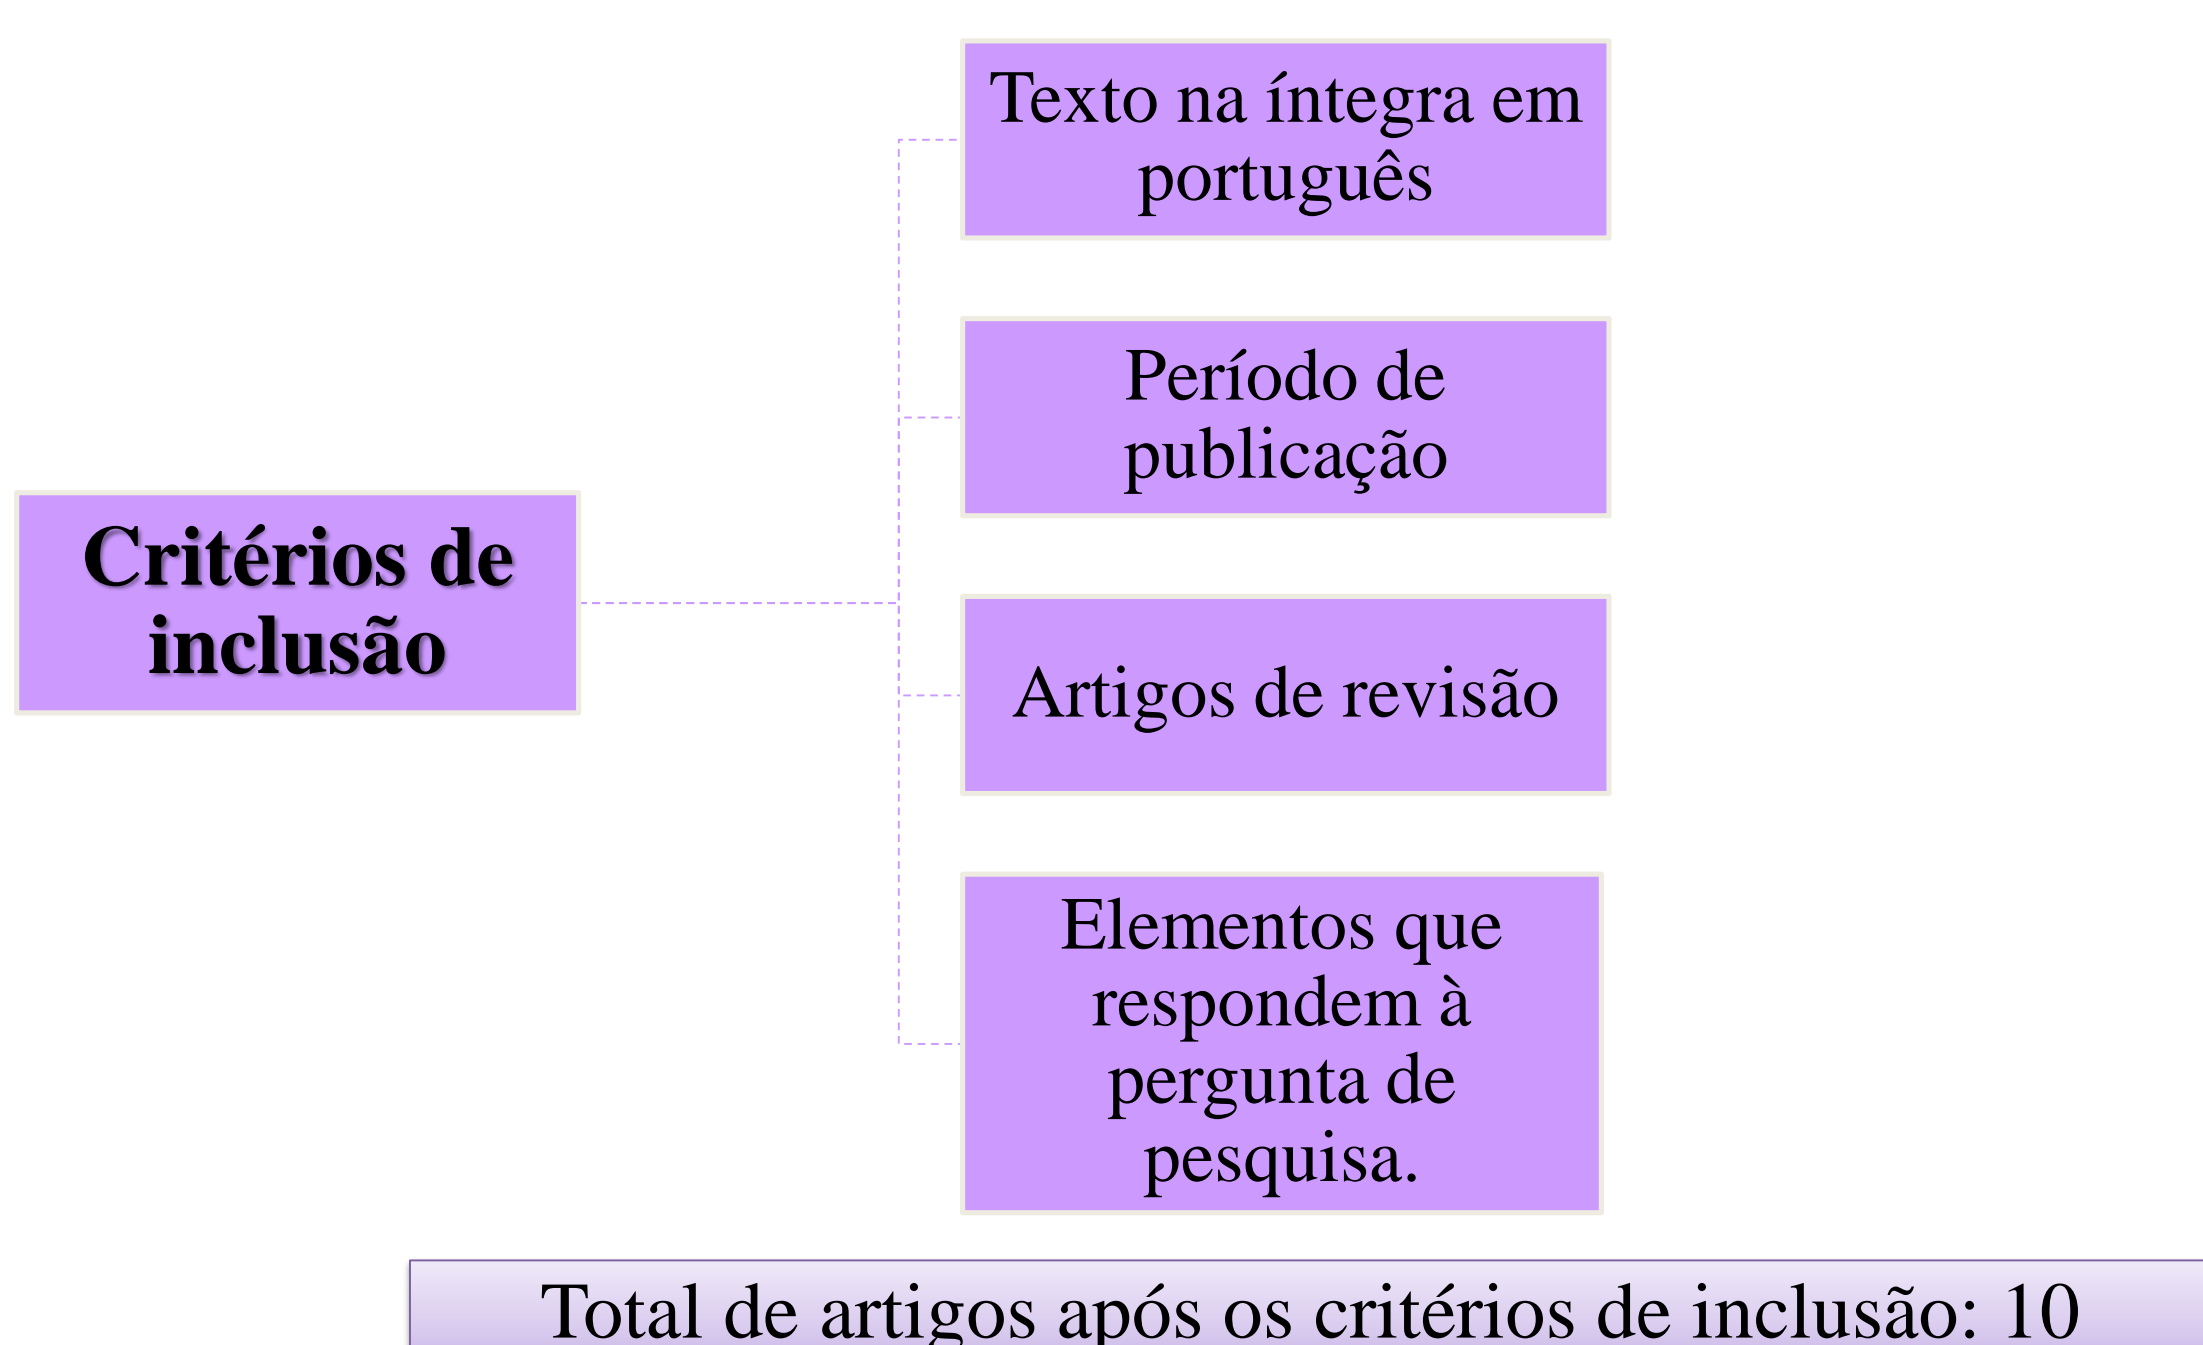 Texto na íntegra em
português
Período de
publicação
Critérios de
inclusão
Artigos de revisão
Elementos que
respondem à
pergunta de
pesquisa.
Total de artigos após os critérios de inclusão: 10